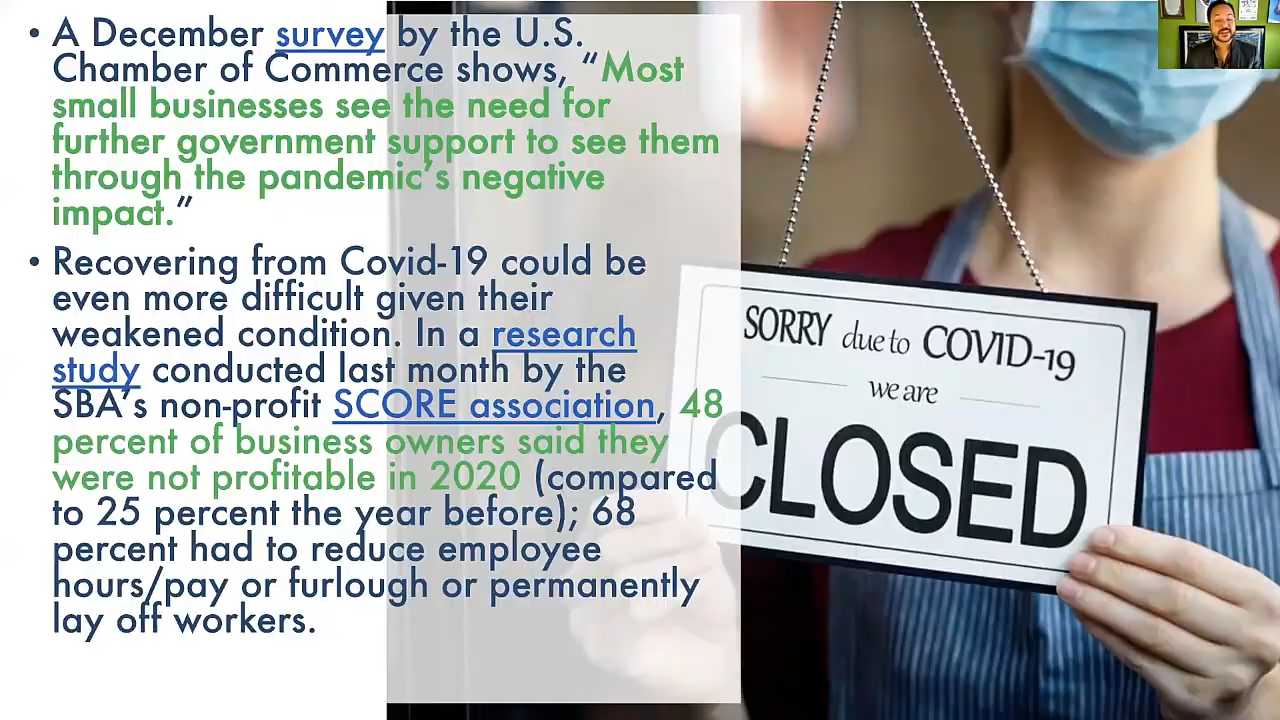 • A December survey by the U.S.
Chamber of Commerce shows, “Most
small businesses see the need for
further government support to see them
through the pandemic’s negative
impact.”
• Recovering from Covid-19 could be
even more difficult given their
weakened condition. In a research
study conducted last month by the
SBA’s non-profit SCORE association, 48
percent of business owners said they
were not profitable in 2020 (compared
to 25 percent the year before); 68
percent had to reduce employee
hours/pay or furlough or permanently
lay off workers.
SORRY due to COVID-19
we are
CLOSED